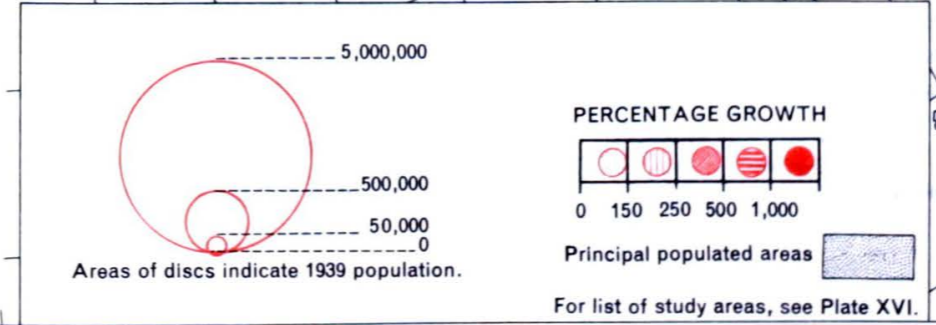 5,000,000
500,000
50,000
0
Areas of discs indicate 1939 population.
PERCENTAGE GROWTH
0 150 250 500 1,000
Principal populated areas
For list of study areas, see Plate XVI.